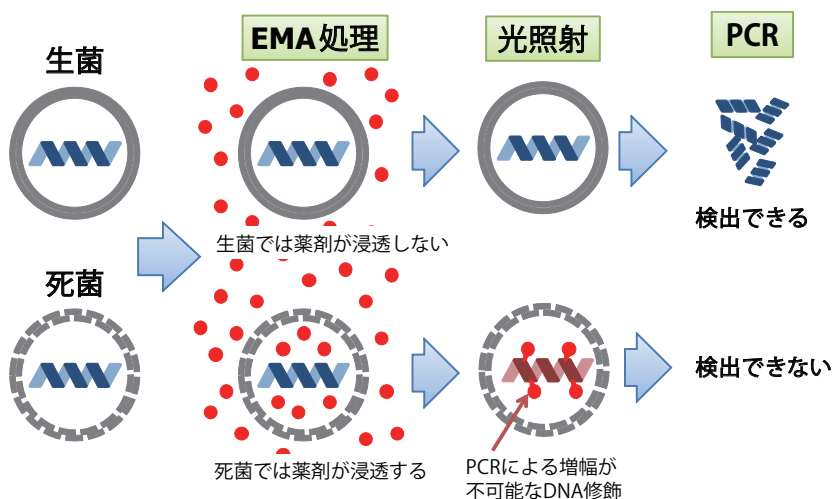 EMA処理
光照射
PCR
生菌
生菌では薬剤が浸透しない
検出できる
死菌
検出できない
死菌では薬剤が浸透する
PCRによる増幅が
不可能なDNA修飾